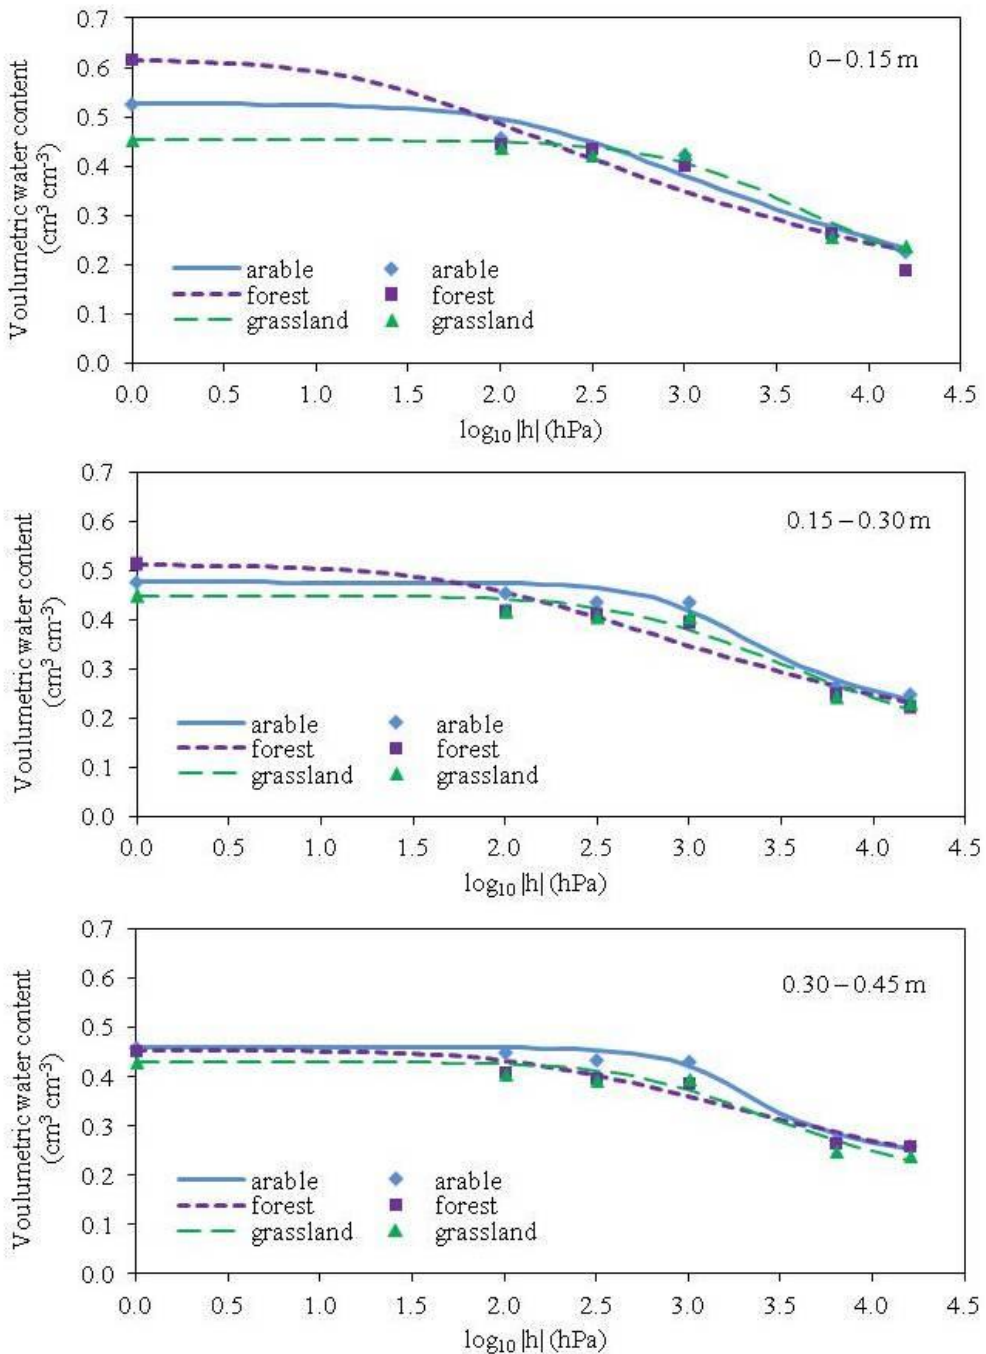 Voulumetric water content
(cm³ cm⁻³)
0.7
0.6
0.5
0.4
0.3
0.2
0.1
0.0
0 – 0.15 m
arable arable
forest forest
grassland grassland
0.0 0.5 1.0 1.5 2.0 2.5 3.0 3.5 4.0 4.5
log₁₀ |h| (hPa)
Voulumetric water content
(cm³ cm⁻³)
0.7
0.6
0.5
0.4
0.3
0.2
0.1
0.0
0.15 – 0.30 m
arable arable
forest forest
grassland grassland
0.0 0.5 1.0 1.5 2.0 2.5 3.0 3.5 4.0 4.5
log₁₀ |h| (hPa)
Voulumetric water content
(cm³ cm⁻³)
0.7
0.6
0.5
0.4
0.3
0.2
0.1
0.0
0.30 – 0.45 m
arable arable
forest forest
grassland grassland
0.0 0.5 1.0 1.5 2.0 2.5 3.0 3.5 4.0 4.5
log₁₀ |h| (hPa)